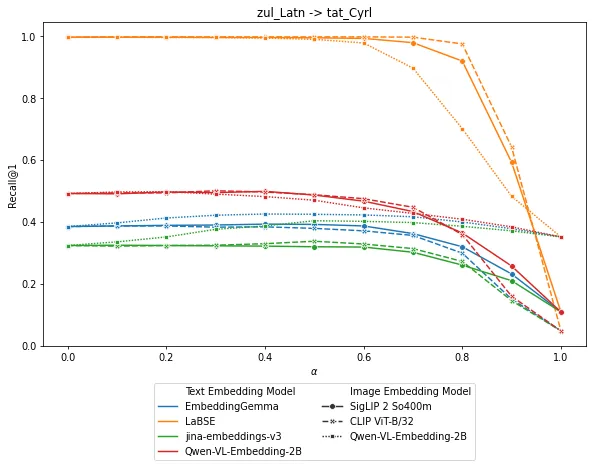 zul_Latn -> tat_Cyrl
Recall@1
1.0
0.8
0.6
0.4
0.2
0.0
0.0 0.2 0.4 0.6 0.8 1.0
α
Text Embedding Model Image Embedding Model
EmbeddingGemma SigLIP 2 So400m
LaBSE CLIP ViT-B/32
jina-embeddings-v3 Qwen-VL-Embedding-2B
Qwen-VL-Embedding-2B